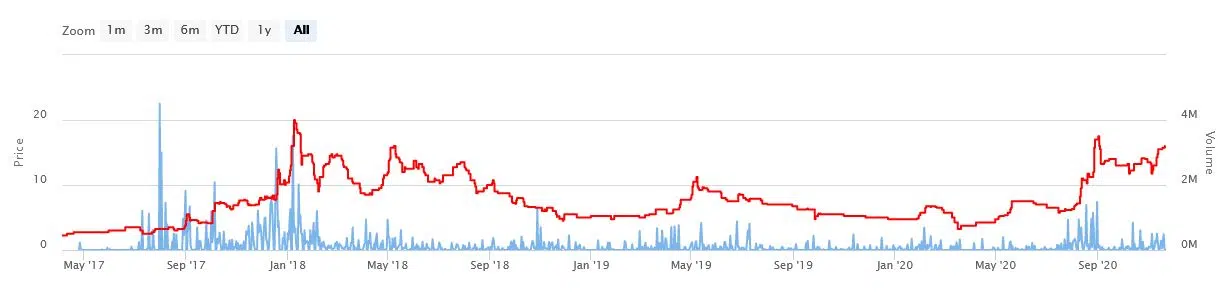 Zoom 1m 3m 6m YTD 1y All
20 4M
Price Volume
10 2M
0 0M
May '17 Sep '17 Jan '18 May '18 Sep '18 Jan '19 May '19 Sep '19 Jan '20 May '20 Sep '20